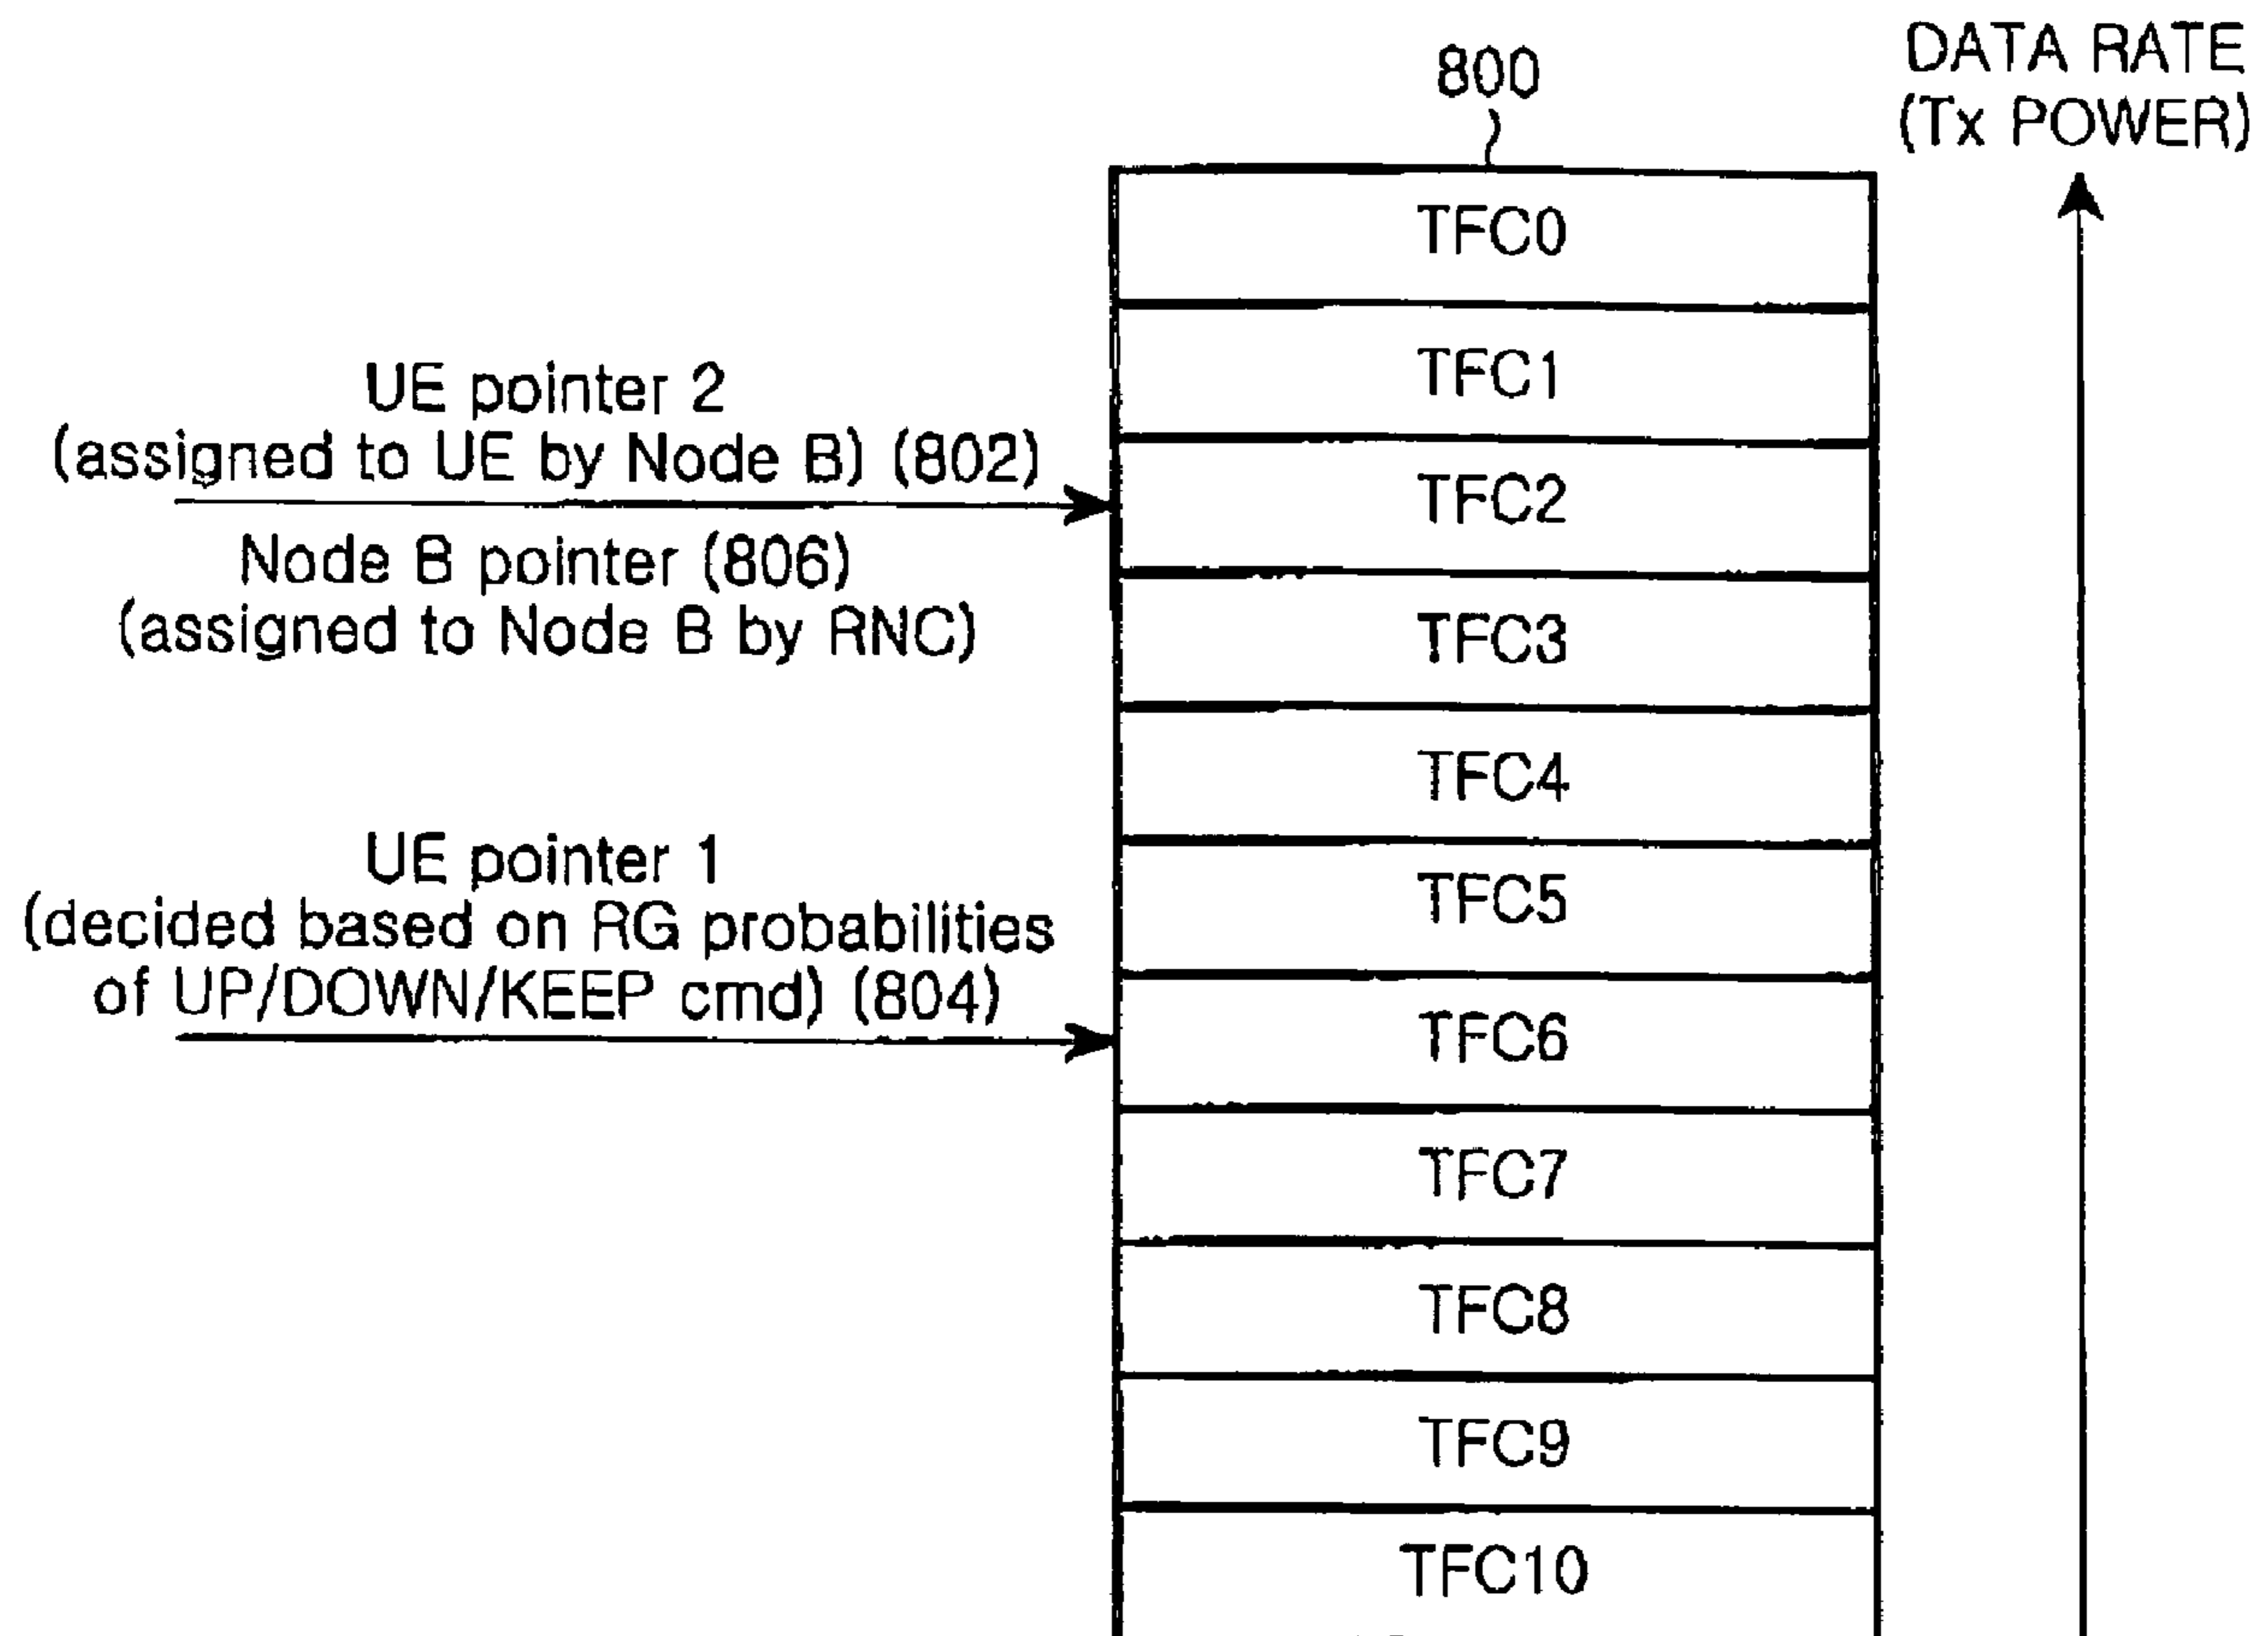 800
DATA RATE
(Tx POWER)
TFC0
TFC1
UE pointer 2
(assigned to UE by Node B) (802)
TFC2
Node B pointer (806)
(assigned to Node B by RNC)
TFC3
TFC4
UE pointer 1
(decided based on RG probabilities
of UP/DOWN/KEEP cmd) (804)
TFC5
TFC6
TFC7
TFC8
TFC9
TFC10